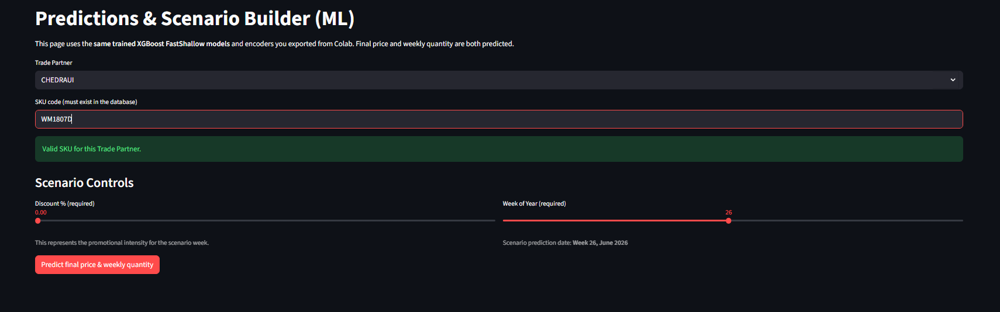 Predictions & Scenario Builder (ML)
This page uses the same trained XGBoost FastShallow models and encoders you exported from Colab. Final price and weekly quantity are both predicted.
Trade Partner
CHEDRAUI
SKU code (must exist in the database)
WM1807D
Valid SKU for this Trade Partner.
Scenario Controls
Discount % (required)
0.00
This represents the promotional intensity for the scenario week.
Week of Year (required)
26
Scenario prediction date: Week 26, June 2026
Predict final price & weekly quantity